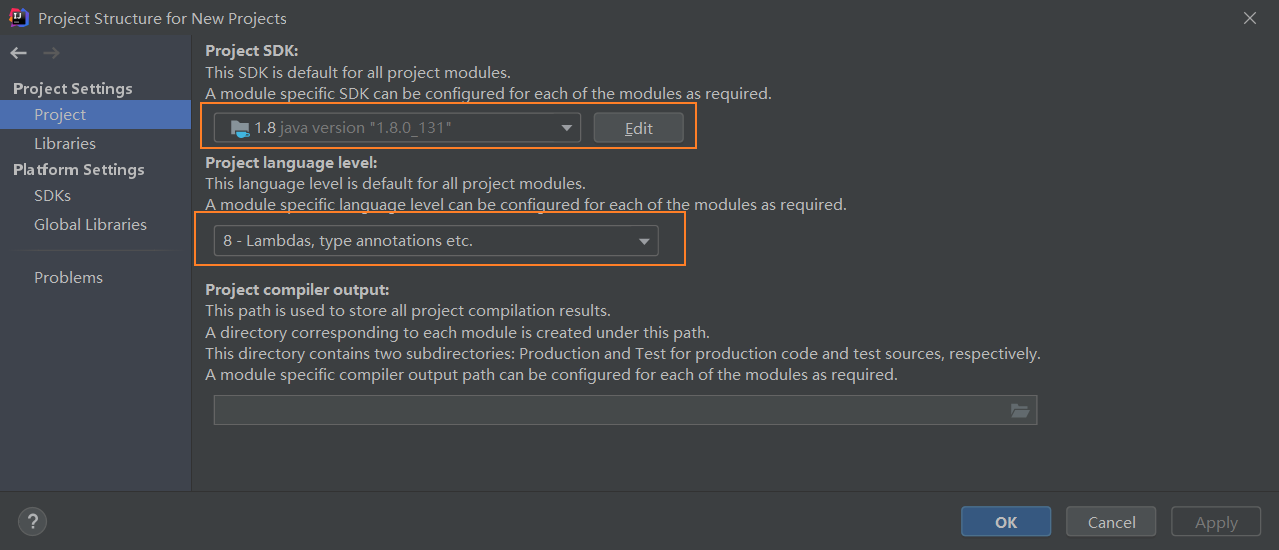 Project Structure for New Projects
Project Settings
Project
Libraries
Platform Settings
SDKs
Global Libraries
Problems
Project SDK:
This SDK is default for all project modules.
A module specific SDK can be configured for each of the modules as required.
1.8 java version "1.8.0_131"
Edit
Project language level:
This language level is default for all project modules.
A module specific language level can be configured for each of the modules as required.
8 - Lambdas, type annotations etc.
Project compiler output:
This path is used to store all project compilation results.
A directory corresponding to each module is created under this path.
This directory contains two subdirectories: Production and Test for production code and test sources, respectively.
A module specific compiler output path can be configured for each of the modules as required.
?
OK
Cancel
Apply